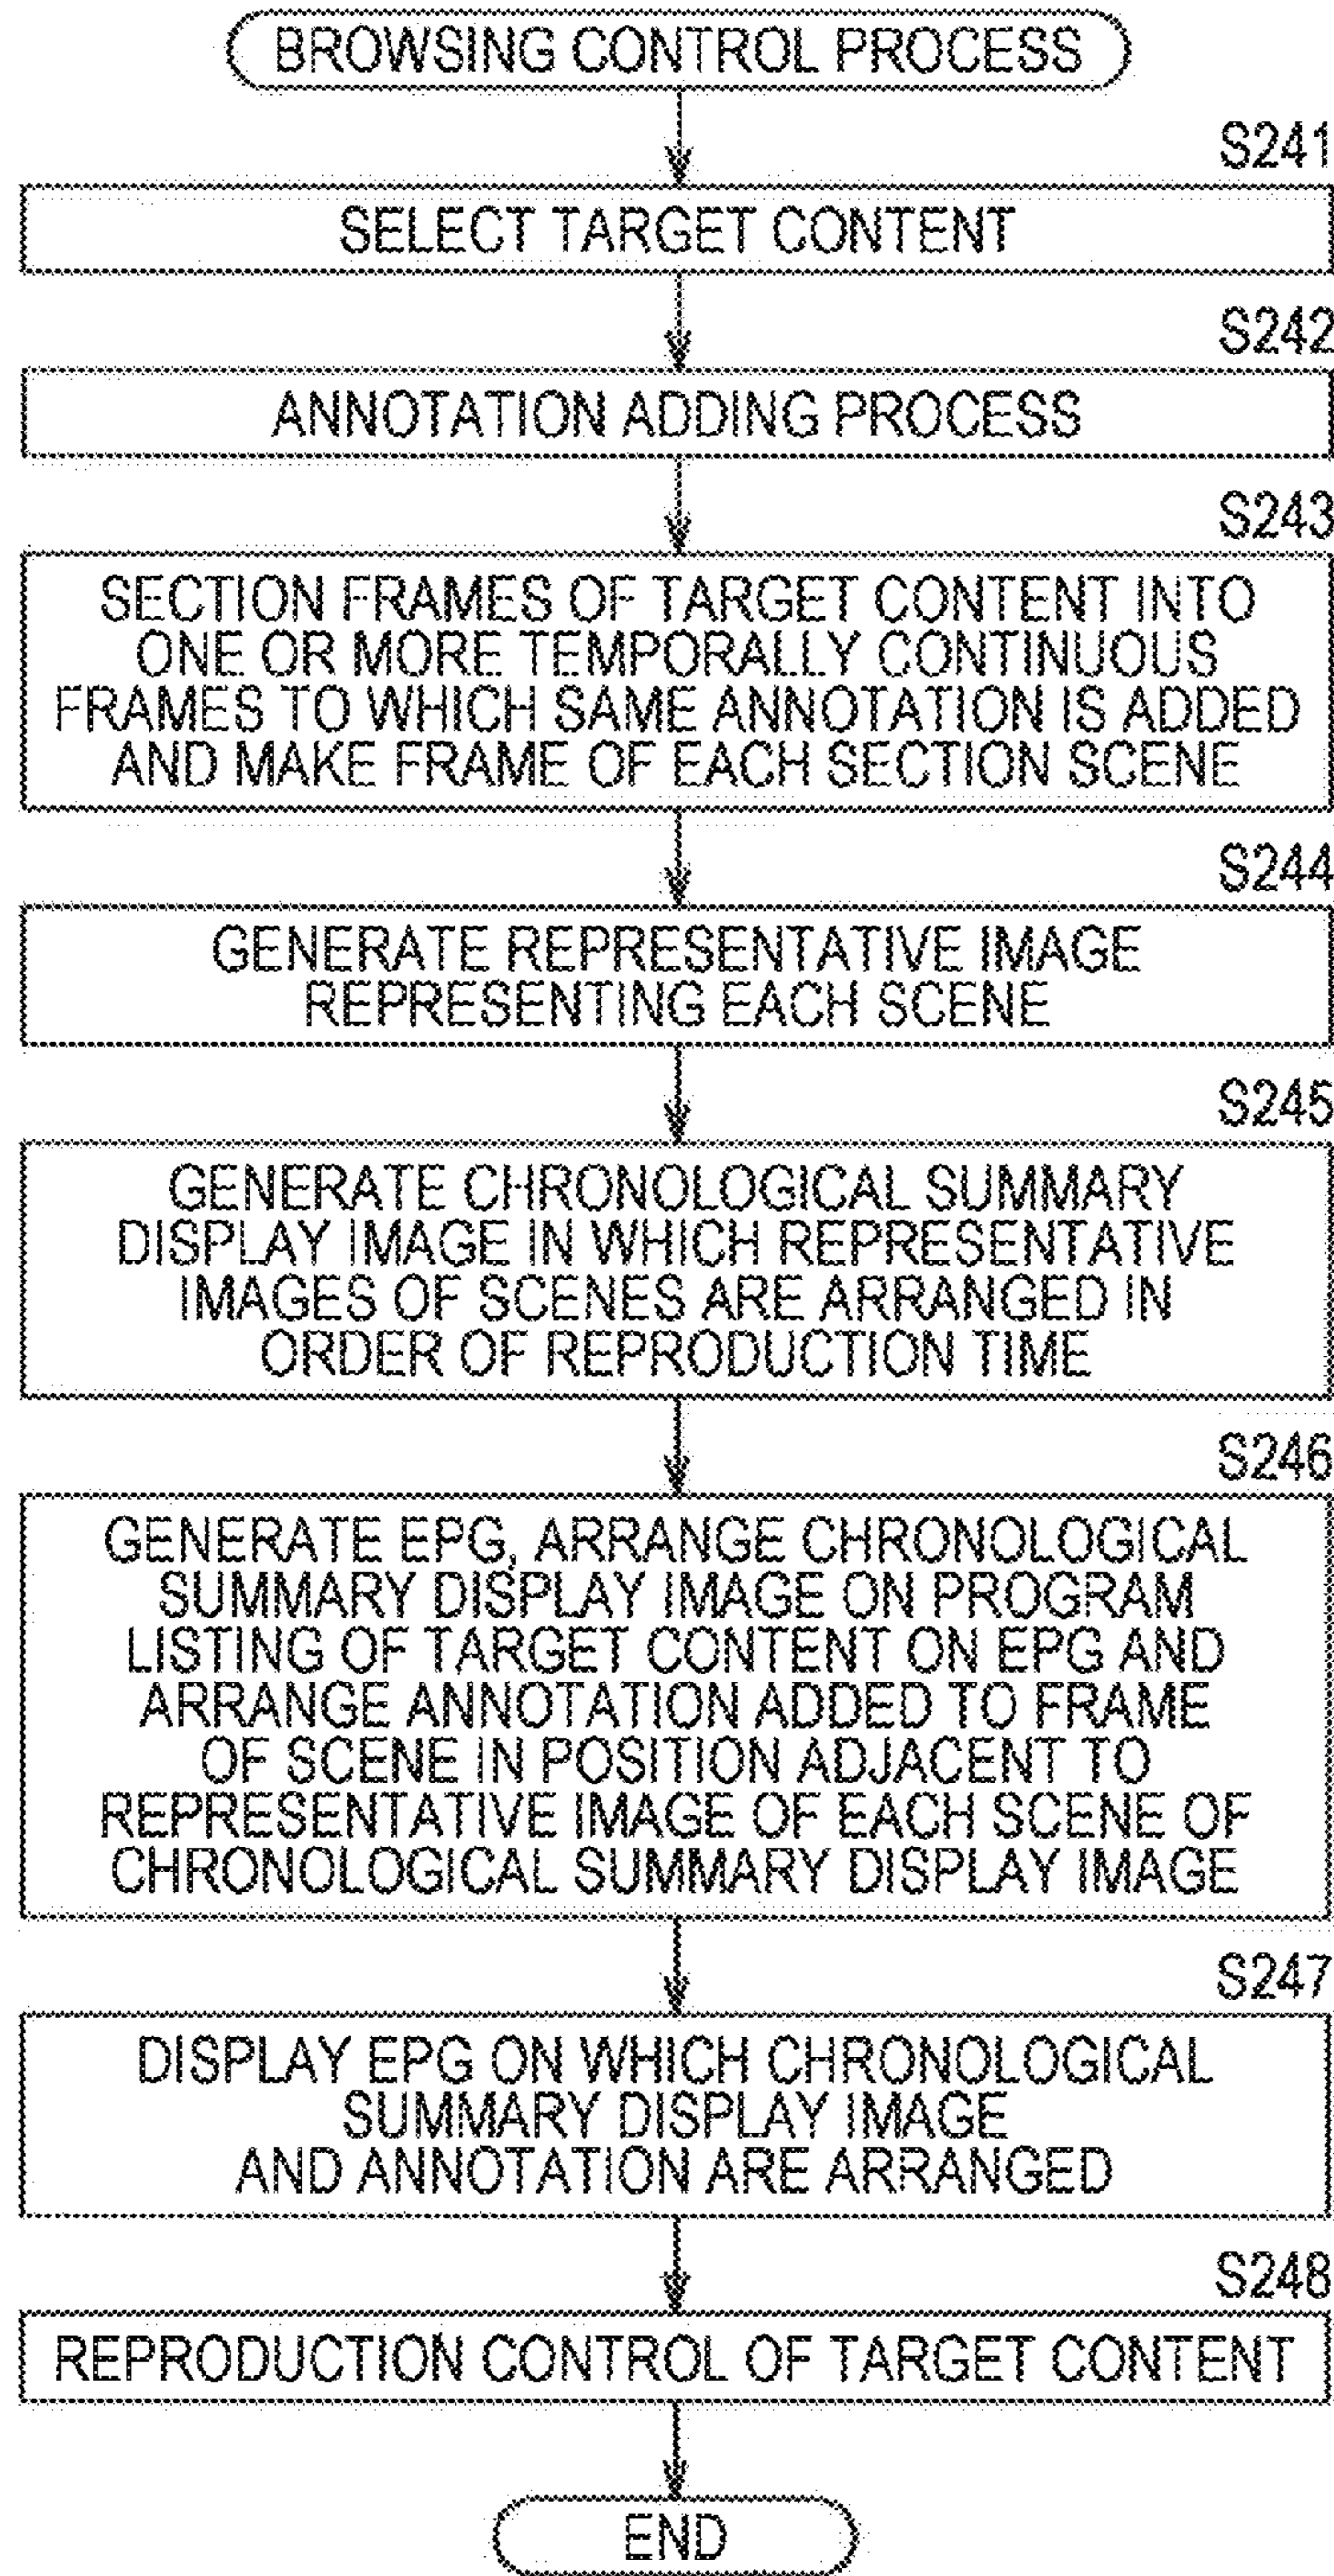 BROWSING CONTROL PROCESS
S241
SELECT TARGET CONTENT
S242
ANNOTATION ADDING PROCESS
S243
SECTION FRAMES OF TARGET CONTENT INTO
ONE OR MORE TEMPORALLY CONTINUOUS
FRAMES TO WHICH SAME ANNOTATION IS ADDED
AND MAKE FRAME OF EACH SECTION SCENE
S244
GENERATE REPRESENTATIVE IMAGE
REPRESENTING EACH SCENE
S245
GENERATE CHRONOLOGICAL SUMMARY
DISPLAY IMAGE IN WHICH REPRESENTATIVE
IMAGES OF SCENES ARE ARRANGED IN
ORDER OF REPRODUCTION TIME
S246
GENERATE EPG, ARRANGE CHRONOLOGICAL
SUMMARY DISPLAY IMAGE ON PROGRAM
LISTING OF TARGET CONTENT ON EPG AND
ARRANGE ANNOTATION ADDED TO FRAME
OF SCENE IN POSITION ADJACENT TO
REPRESENTATIVE IMAGE OF EACH SCENE OF
CHRONOLOGICAL SUMMARY DISPLAY IMAGE
S247
DISPLAY EPG ON WHICH CHRONOLOGICAL
SUMMARY DISPLAY IMAGE
AND ANNOTATION ARE ARRANGED
S248
REPRODUCTION CONTROL OF TARGET CONTENT
END